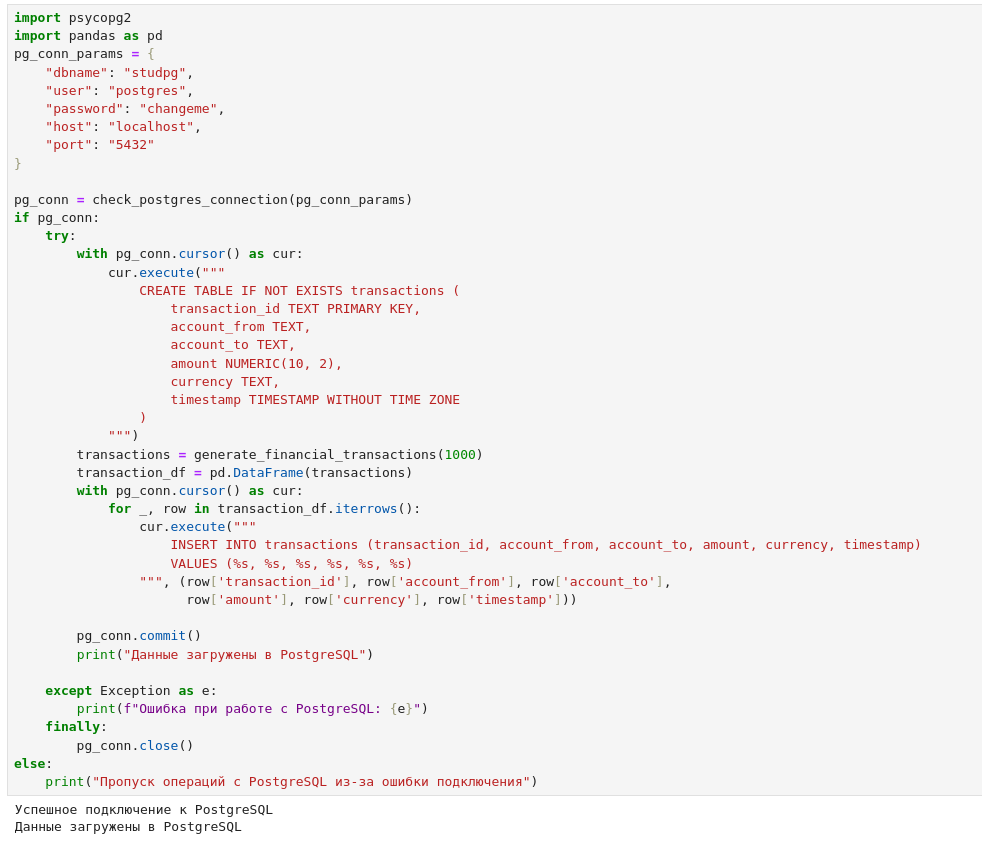 import psycopg2
import pandas as pd
pg_conn_params = {
    "dbname": "studpg",
    "user": "postgres",
    "password": "changeme",
    "host": "localhost",
    "port": "5432"
}

pg_conn = check_postgres_connection(pg_conn_params)
if pg_conn:
    try:
        with pg_conn.cursor() as cur:
            cur.execute("""
                CREATE TABLE IF NOT EXISTS transactions (
                    transaction_id TEXT PRIMARY KEY,
                    account_from TEXT,
                    account_to TEXT,
                    amount NUMERIC(10, 2),
                    currency TEXT,
                    timestamp TIMESTAMP WITHOUT TIME ZONE
                )
            """)
        transactions = generate_financial_transactions(1000)
        transaction_df = pd.DataFrame(transactions)
        with pg_conn.cursor() as cur:
            for _, row in transaction_df.iterrows():
                cur.execute("""
                    INSERT INTO transactions (transaction_id, account_from, account_to, amount, currency, timestamp)
                    VALUES (%s, %s, %s, %s, %s, %s)
                """, (row['transaction_id'], row['account_from'], row['account_to'],
                      row['amount'], row['currency'], row['timestamp']))

        pg_conn.commit()
        print("Данные загружены в PostgreSQL")

    except Exception as e:
        print(f"Ошибка при работе с PostgreSQL: {e}")
    finally:
        pg_conn.close()
else:
    print("Пропуск операций с PostgreSQL из-за ошибки подключения")
Успешное подключение к PostgreSQL
Данные загружены в PostgreSQL